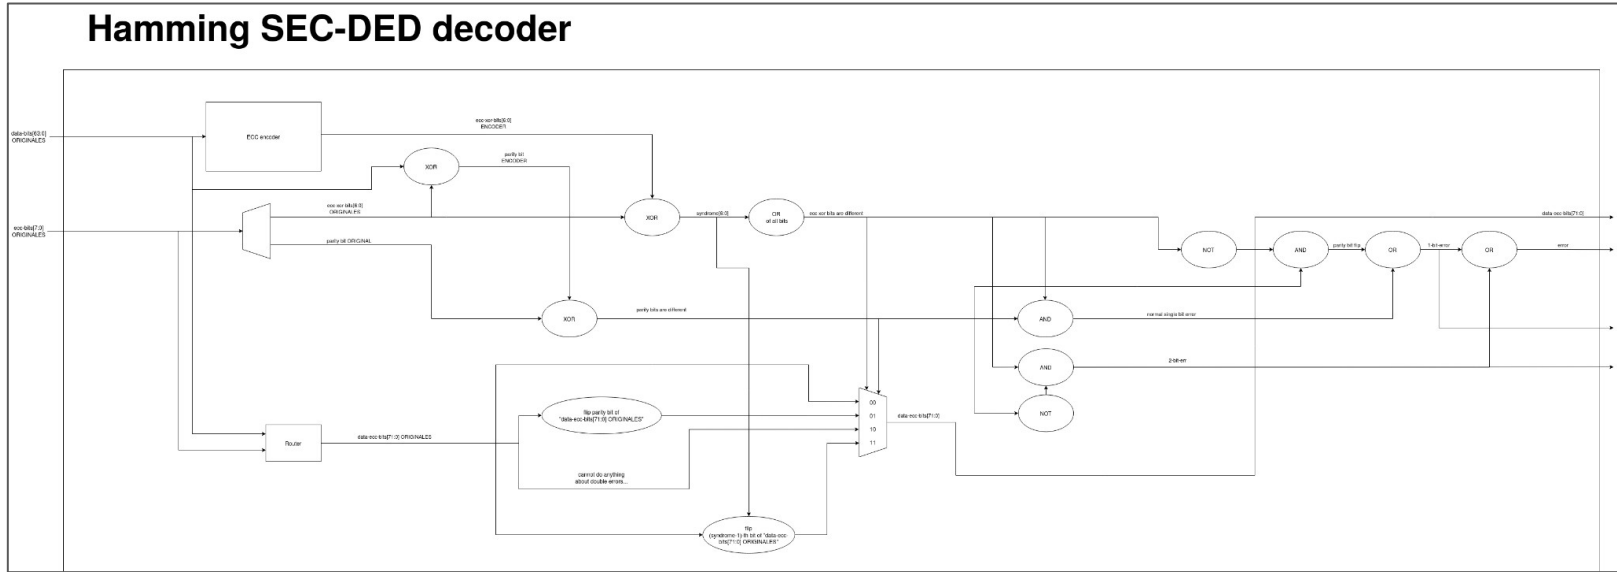 Hamming SEC-DED decoder
data-bits[63:0]
ORIGINALES
ECC encoder
ecc-xor-bits[6:0]
ENCODER
XOR
parity bit
ENCODER
ecc-xor-bits[6:0]
ORIGINALES
ecc-bits[7:0]
ORIGINALES
parity bit ORIGINAL
XOR
syndrome[6:0]
OR
of all bits
ecc-xor bits are different
data-ecc-bits[71:0]
NOT
AND
parity bit flip
OR
1-bit-error
OR
error
XOR
parity bits are different
AND
normal single bit error
AND
2-bit-err
NOT
Router
data-ecc-bits[71:0] ORIGINALES
flip parity bit of
"data-ecc-bits[71:0] ORIGINALES"
00
01
10
11
data-ecc-bits[71:0]
cannot do anything
about double errors...
flip
(syndrome-1)-th bit of "data-ecc-
bits[71:0] ORIGINALES"